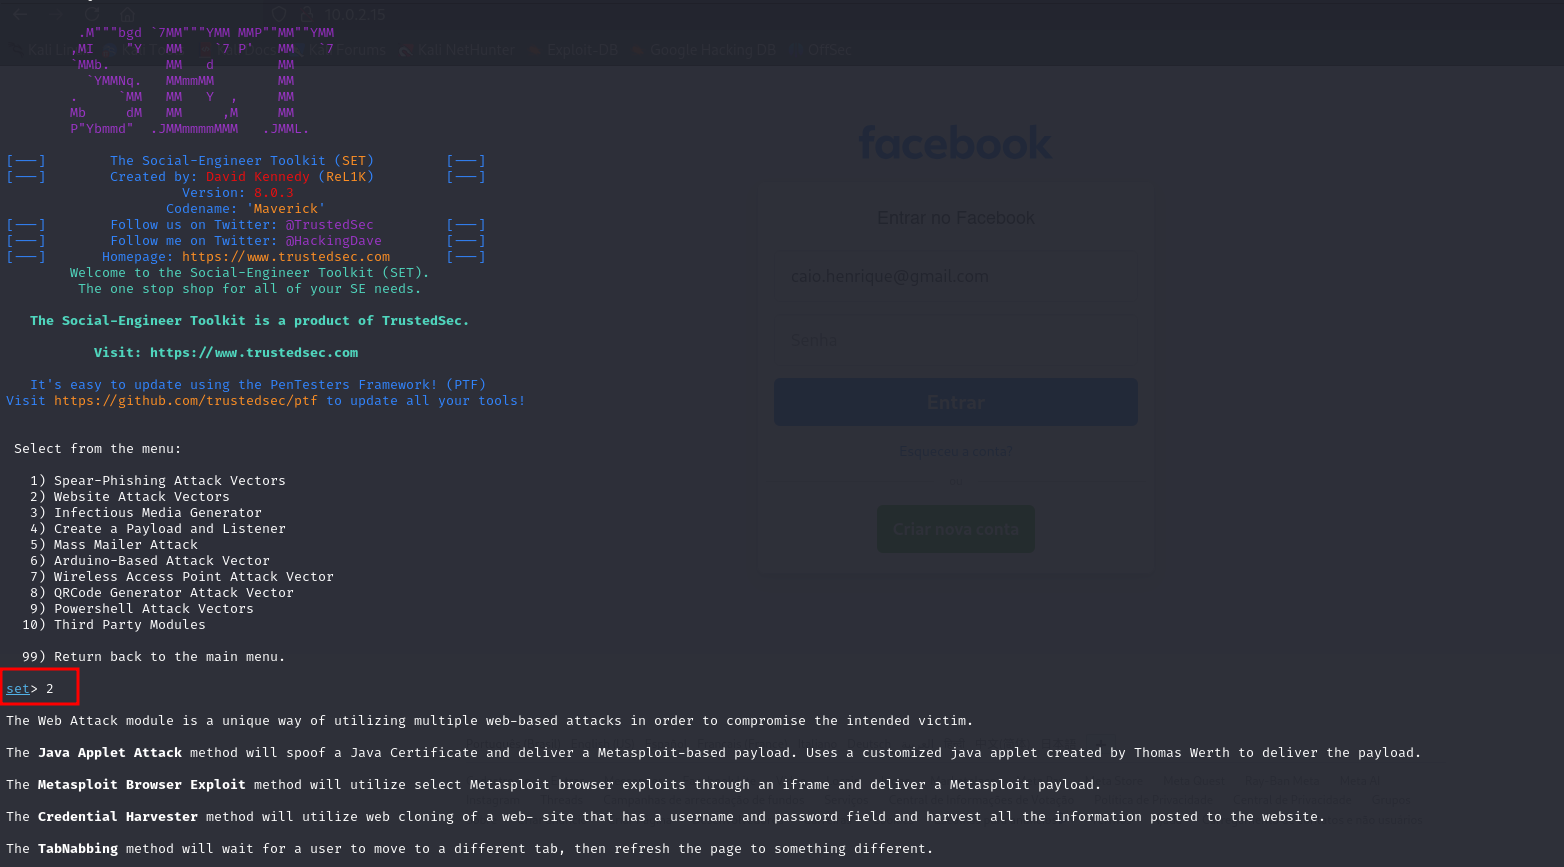 10.0.2.15
.M"""bgd `7MM"""YMM MMP""MM""YMM
,MI    "Y   MM    `7 P'   MM   `7
Kali NetHunter Exploit-DB Google Hacking DB OffSec
`MMb.       MM   d        MM
`YMMNq.   MMmmMM        MM
.     `MM   MM   Y  ,     MM
Mb     dM   MM     ,M     MM
P"Ybmmd"  .JMMmmmmMMM   .JMML.
facebook
[---]        The Social-Engineer Toolkit (SET)         [---]
[---]        Created by: David Kennedy (ReL1K)         [---]
Version: 8.0.3
Codename: 'Maverick'
[---]        Follow us on Twitter: @TrustedSec         [---]
[---]        Follow me on Twitter: @HackingDave        [---]
[---]       Homepage: https://www.trustedsec.com       [---]
Welcome to the Social-Engineer Toolkit (SET).
The one stop shop for all of your SE needs.
The Social-Engineer Toolkit is a product of TrustedSec.
Visit: https://www.trustedsec.com
It's easy to update using the PenTesters Framework! (PTF)
Visit https://github.com/trustedsec/ptf to update all your tools!
Entrar no Facebook
caio.henrique@gmail.com
Senha
Entrar
Esqueceu a conta?
ou
Criar nova conta
Select from the menu:
1) Spear-Phishing Attack Vectors
2) Website Attack Vectors
3) Infectious Media Generator
4) Create a Payload and Listener
5) Mass Mailer Attack
6) Arduino-Based Attack Vector
7) Wireless Access Point Attack Vector
8) QRCode Generator Attack Vector
9) Powershell Attack Vectors
10) Third Party Modules
99) Return back to the main menu.
set> 2
The Web Attack module is a unique way of utilizing multiple web-based attacks in order to compromise the intended victim.
The Java Applet Attack method will spoof a Java Certificate and deliver a Metasploit-based payload. Uses a customized java applet created by Thomas Werth to deliver the payload.
The Metasploit Browser Exploit method will utilize select Metasploit browser exploits through an iframe and deliver a Metasploit payload.
The Credential Harvester method will utilize web cloning of a web- site that has a username and password field and harvest all the information posted to the website.
The TabNabbing method will wait for a user to move to a different tab, then refresh the page to something different.